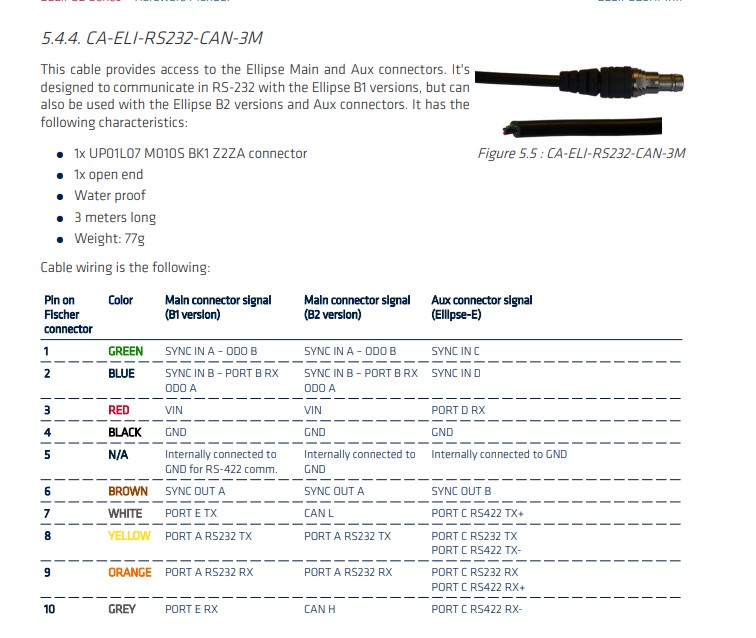 5.4.4. CA-ELI-RS232-CAN-3M
This cable provides access to the Ellipse Main and Aux connectors. It's
designed to communicate in RS-232 with the Ellipse B1 versions, but can
also be used with the Ellipse B2 versions and Aux connectors. It has the
following characteristics:
• 1x UP01L07 M010S BK1 Z2ZA connector
• 1x open end
• Water proof
• 3 meters long
• Weight: 77g
Figure 5.5 : CA-ELI-RS232-CAN-3M
Cable wiring is the following:
Pin on Fischer connector Color Main connector signal (B1 version) Main connector signal (B2 version) Aux connector signal (Ellipse-E)
1 GREEN SYNC IN A - ODO B SYNC IN A - ODO B SYNC IN C
2 BLUE SYNC IN B - PORT B RX ODO A SYNC IN B - PORT B RX ODO A SYNC IN D
3 RED VIN VIN PORT D RX
4 BLACK GND GND GND
5 N/A Internally connected to GND for RS-422 comm. Internally connected to GND Internally connected to GND
6 BROWN SYNC OUT A SYNC OUT A SYNC OUT B
7 WHITE PORT E TX CAN L PORT C RS422 TX+
8 YELLOW PORT A RS232 TX PORT A RS232 TX PORT C RS232 TX PORT C RS422 TX-
9 ORANGE PORT A RS232 RX PORT A RS232 RX PORT C RS232 RX PORT C RS422 RX+
10 GREY PORT E RX CAN H PORT C RS422 RX-